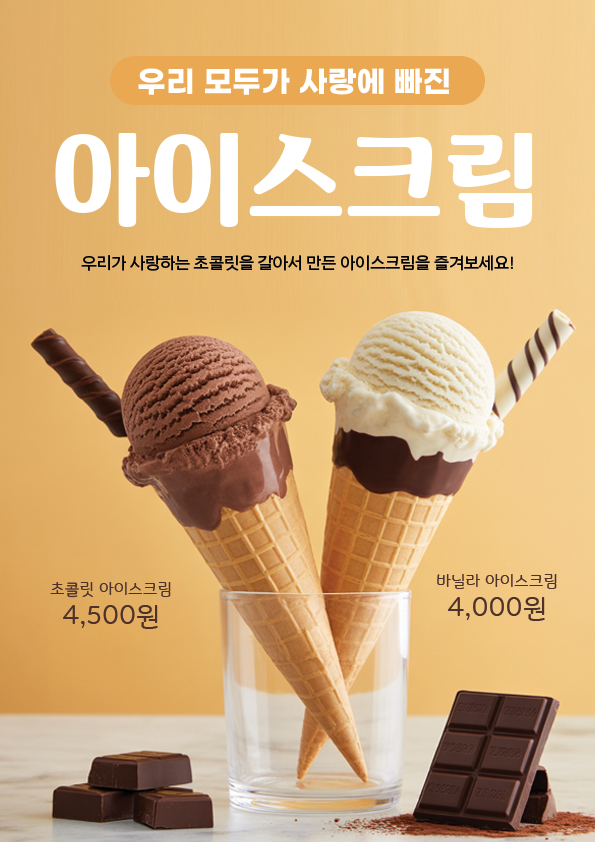 우리 모두가 사랑에 빠진
아이스크림
우리가 사랑하는 초콜릿을 갈아서 만든 아이스크림을 즐겨보세요!
초콜릿 아이스크림
4,500원
바닐라 아이스크림
4,000원